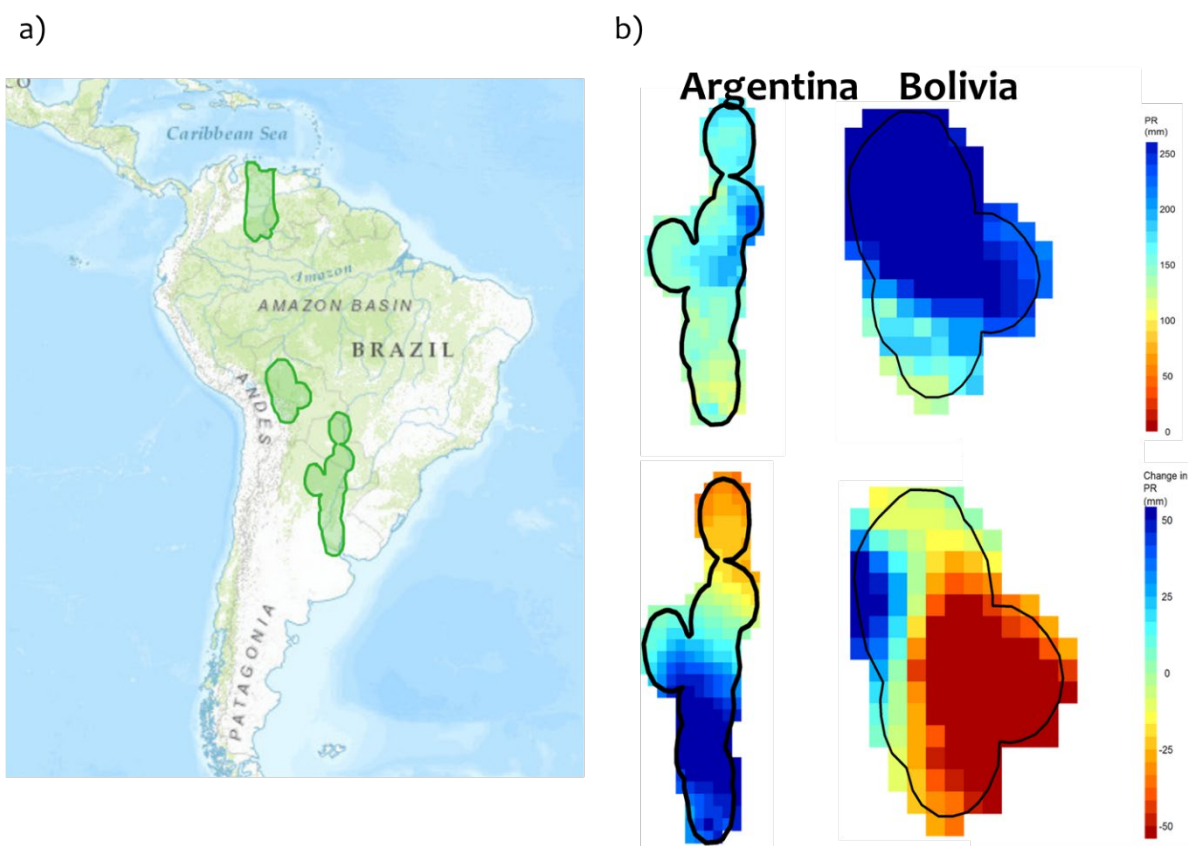 a)
b)
CO
Caribbean Sea
Amazon
AMAZON BASIN
BRAZIL
ANDES
PATAGONIA
Argentina
Bolivia
PR
(mm)
250
200
150
100
50
0
Change in
PR
(mm)
50
25
0
-25
-50